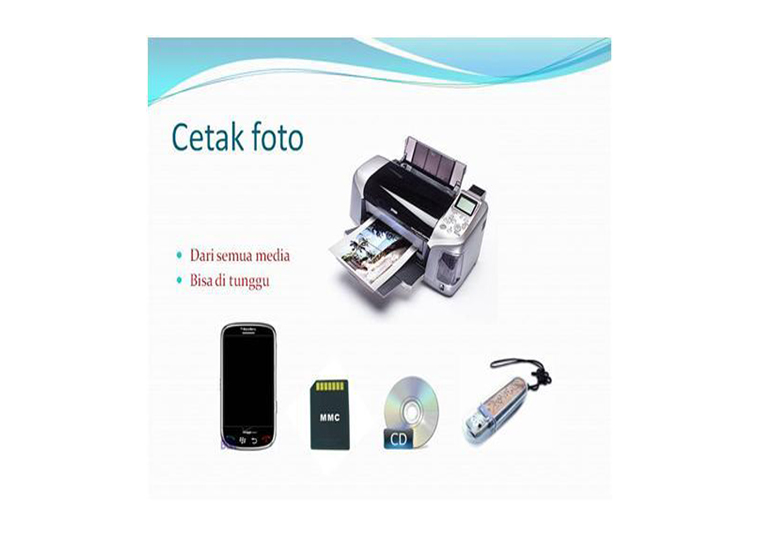 Cetak foto
Dari semua media
Bisa di tunggu
MMC
CD